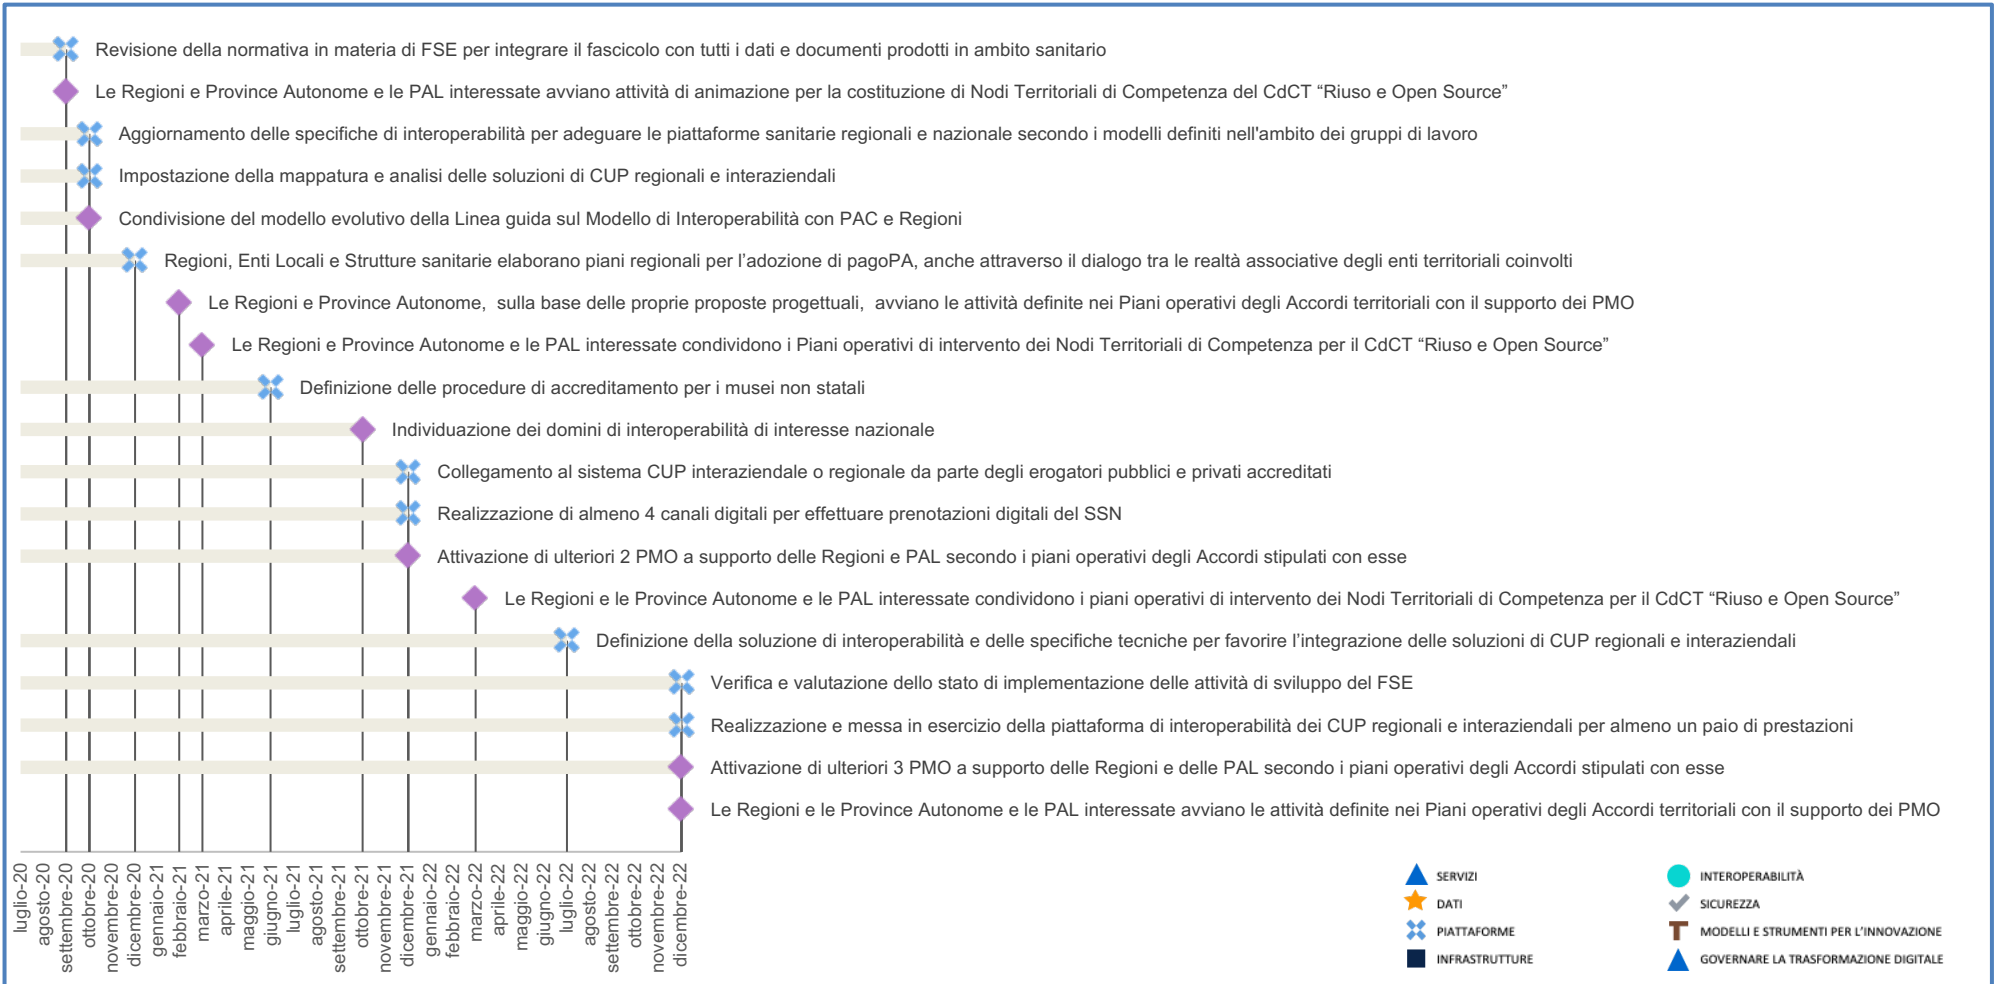 Revisione della normativa in materia di FSE per integrare il fascicolo con tutti i dati e documenti prodotti in ambito sanitario
Le Regioni e Province Autonome e le PAL interessate avviano attività di animazione per la costituzione di Nodi Territoriali di Competenza del CdCT “Riuso e Open Source”
Aggiornamento delle specifiche di interoperabilità per adeguare le piattaforme sanitarie regionali e nazionale secondo i modelli definiti nell'ambito dei gruppi di lavoro
Impostazione della mappatura e analisi delle soluzioni di CUP regionali e interaziendali
Condivisione del modello evolutivo della Linea guida sul Modello di Interoperabilità con PAC e Regioni
Regioni, Enti Locali e Strutture sanitarie elaborano piani regionali per l’adozione di pagoPA, anche attraverso il dialogo tra le realtà associative degli enti territoriali coinvolti
Le Regioni e Province Autonome, sulla base delle proprie proposte progettuali, avviano le attività definite nei Piani operativi degli Accordi territoriali con il supporto dei PMO
Le Regioni e Province Autonome e le PAL interessate condividono i Piani operativi di intervento dei Nodi Territoriali di Competenza per il CdCT “Riuso e Open Source”
Definizione delle procedure di accreditamento per i musei non statali
Individuazione dei domini di interoperabilità di interesse nazionale
Collegamento al sistema CUP interaziendale o regionale da parte degli erogatori pubblici e privati accreditati
Realizzazione di almeno 4 canali digitali per effettuare prenotazioni digitali del SSN
Attivazione di ulteriori 2 PMO a supporto delle Regioni e PAL secondo i piani operativi degli Accordi stipulati con esse
Le Regioni e le Province Autonome e le PAL interessate condividono i piani operativi di intervento dei Nodi Territoriali di Competenza per il CdCT “Riuso e Open Source”
Definizione della soluzione di interoperabilità e delle specifiche tecniche per favorire l’integrazione delle soluzioni di CUP regionali e interaziendali
Verifica e valutazione dello stato di implementazione delle attività di sviluppo del FSE
Realizzazione e messa in esercizio della piattaforma di interoperabilità dei CUP regionali e interaziendali per almeno un paio di prestazioni
Attivazione di ulteriori 3 PMO a supporto delle Regioni e delle PAL secondo i piani operativi degli Accordi stipulati con esse
Le Regioni e le Province Autonome e le PAL interessate avviano le attività definite nei Piani operativi degli Accordi territoriali con il supporto dei PMO
luglio-20
agosto-20
settembre-20
ottobre-20
novembre-20
dicembre-20
gennaio-21
febbraio-21
marzo-21
aprile-21
maggio-21
giugno-21
luglio-21
agosto-21
settembre-21
ottobre-21
novembre-21
dicembre-21
gennaio-22
febbraio-22
marzo-22
aprile-22
maggio-22
giugno-22
luglio-22
agosto-22
settembre-22
ottobre-22
novembre-22
dicembre-22
SERVIZI
DATI
PIATTAFORME
INFRASTRUTTURE
INTEROPERABILITÀ
SICUREZZA
MODELLI E STRUMENTI PER L’INNOVAZIONE
GOVERNARE LA TRASFORMAZIONE DIGITALE